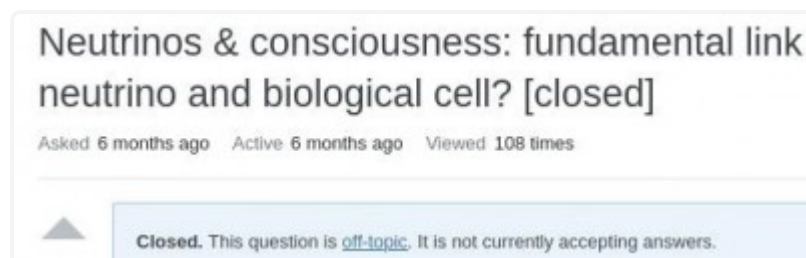 Neutrinos & consciousness: fundamental link
neutrino and biological cell? [closed]
Asked 6 months ago Active 6 months ago Viewed 108 times
Closed. This question is off-topic. It is not currently accepting answers.